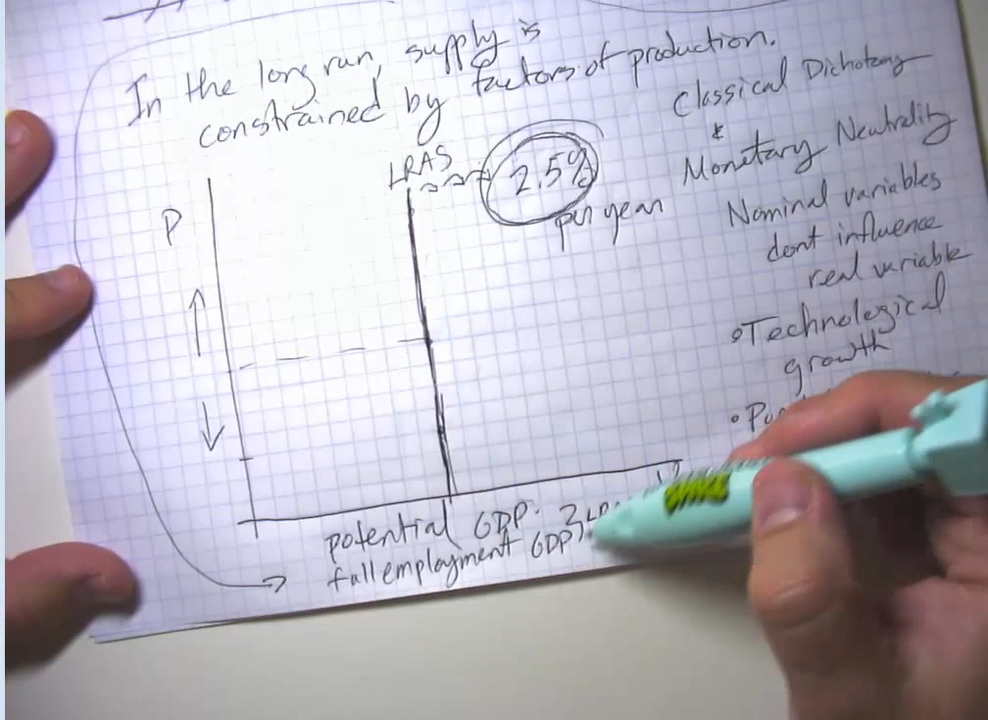 In the long run, supply is
constrained by factors of production.
Classical Dichotomy
&
Monetary Neutrality
LRAS
2.5%
per year
P
Nominal variables
dont influence
real variable
Technological
growth
potential GDP.
full employment GDP